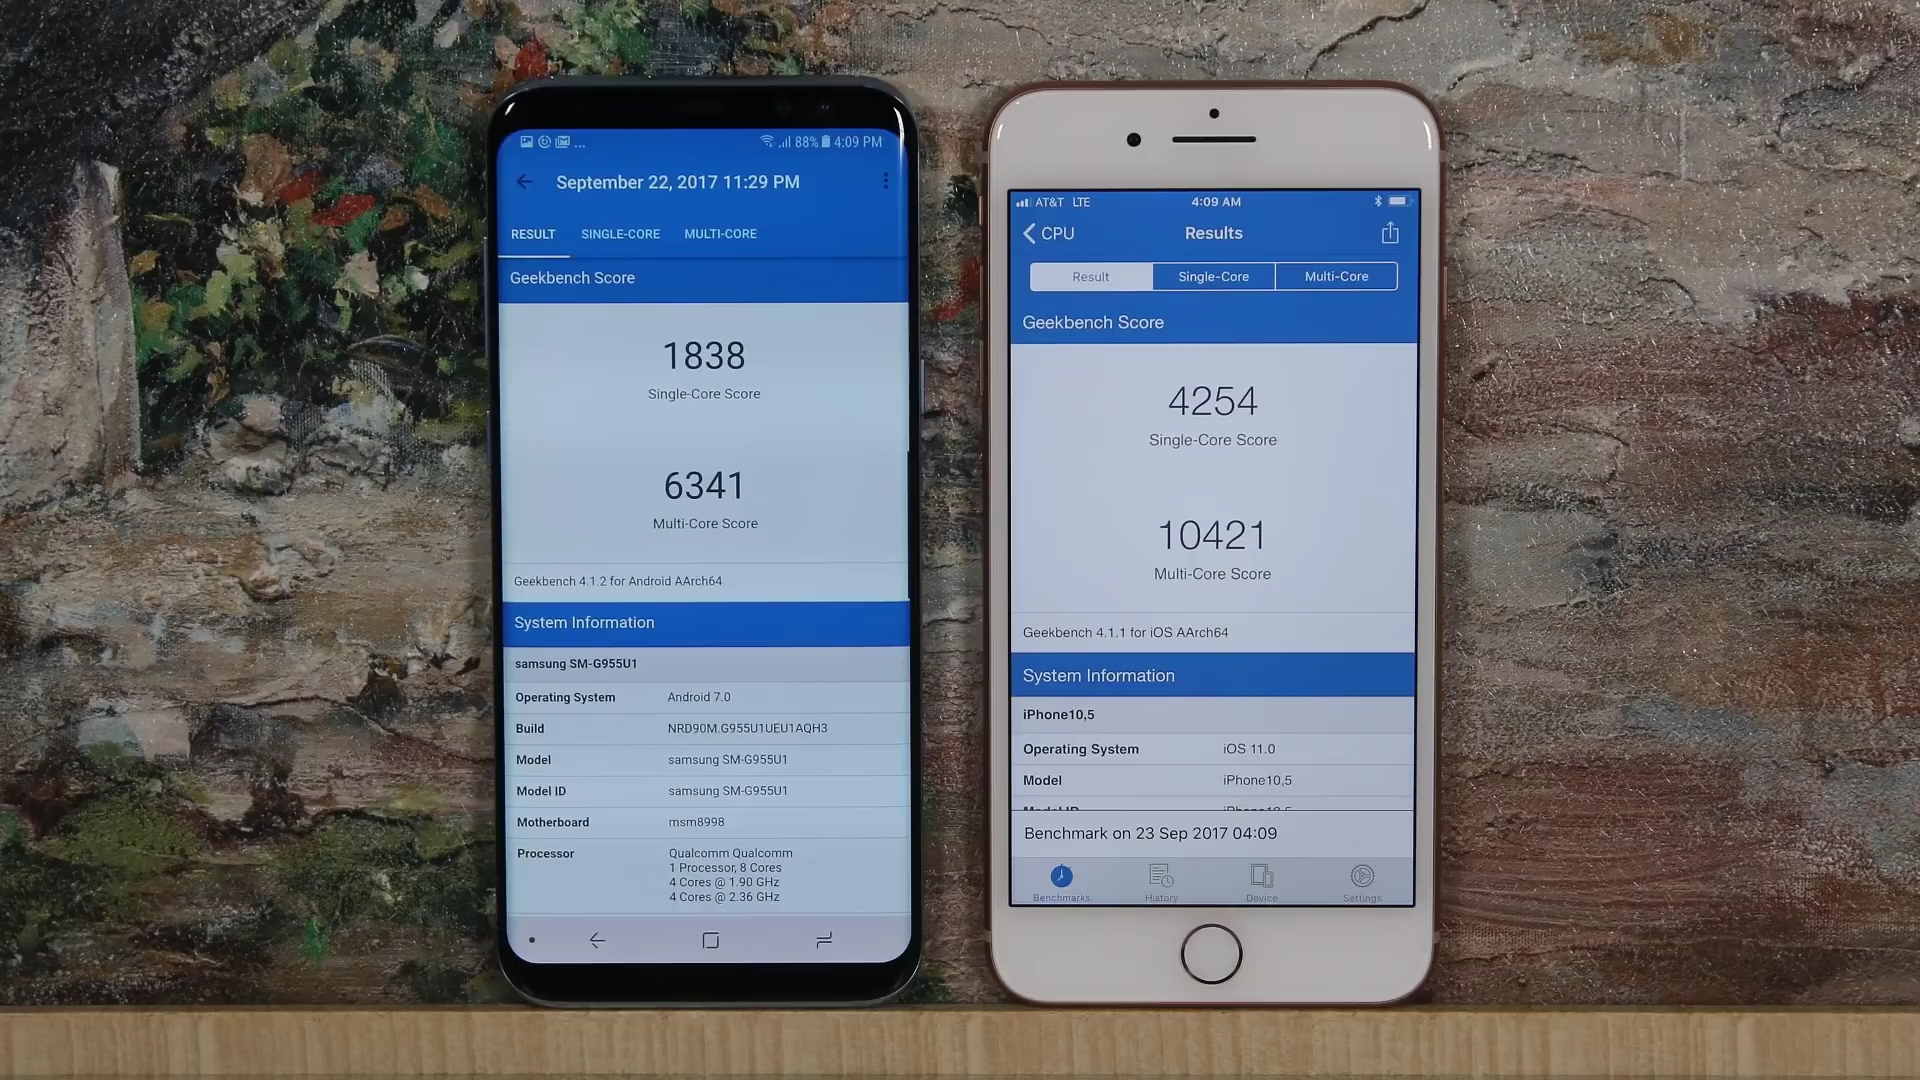 ... 88% 4:09 PM
September 22, 2017 11:29 PM
RESULT SINGLE-CORE MULTI-CORE
Geekbench Score
1838
Single-Core Score
6341
Multi-Core Score
Geekbench 4.1.2 for Android AArch64
System Information
samsung SM-G955U1
Operating System Android 7.0
Build NRD90M.G955U1UEU1AQH3
Model samsung SM-G955U1
Model ID samsung SM-G955U1
Motherboard msm8998
Processor Qualcomm Qualcomm
1 Processor, 8 Cores
4 Cores @ 1.90 GHz
4 Cores @ 2.36 GHz
AT&T LTE 4:09 AM
CPU Results
Result Single-Core Multi-Core
Geekbench Score
4254
Single-Core Score
10421
Multi-Core Score
Geekbench 4.1.1 for iOS AArch64
System Information
iPhone10,5
Operating System iOS 11.0
Model iPhone10,5
Model ID iPhone10,5
Benchmark on 23 Sep 2017 04:09
Benchmarks History Device Settings